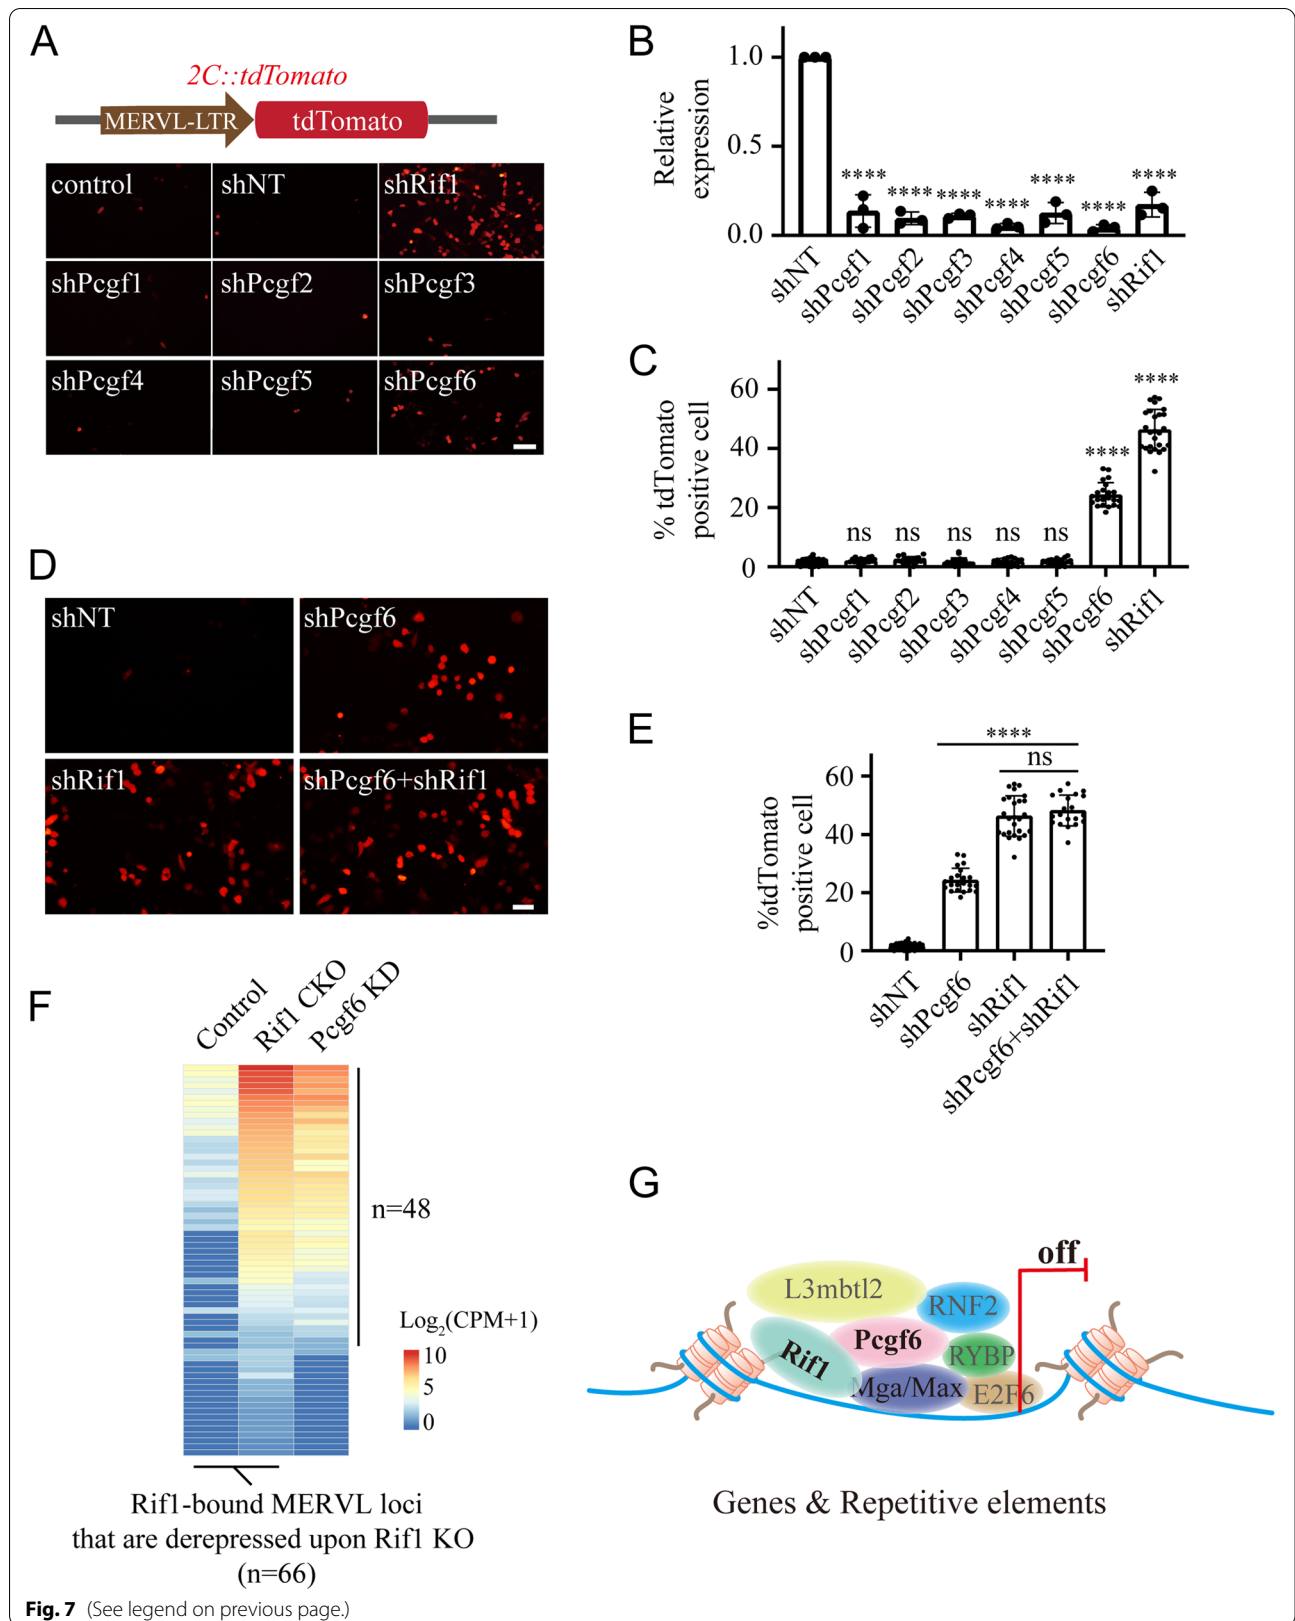 A
2C::tdTomato
MERVL-LTR
tdTomato
control
shNT
shRif1
shPcgf1
shPcgf2
shPcgf3
shPcgf4
shPcgf5
shPcgf6
B
Relative
expression
1.0
0.5
0.0
****
****
****
****
****
****
****
shNT
shPcgf1
shPcgf2
shPcgf3
shPcgf4
shPcgf5
shPcgf6
shRif1
C
% tdTomato
positive cell
60
40
20
0
ns
ns
ns
ns
ns
****
****
shNT
shPcgf1
shPcgf2
shPcgf3
shPcgf4
shPcgf5
shPcgf6
shRif1
D
shNT
shPcgf6
shRif1
shPcgf6+shRif1
E
%tdTomato
positive cell
60
40
20
0
****
ns
shNT
shPcgf6
shRif1
shPcgf6+shRif1
F
Control
Rif1 CKO
Pcgf6 KD
n=48
Log2(CPM+1)
10
5
0
Rif1-bound MERVL loci
that are derepressed upon Rif1 KO
(n=66)
G
off
L3mbtl2
RNF2
Pcgf6
Rif1
RYBP
Mga/Max
E2F6
Genes & Repetitive elements
Fig. 7 (See legend on previous page.)